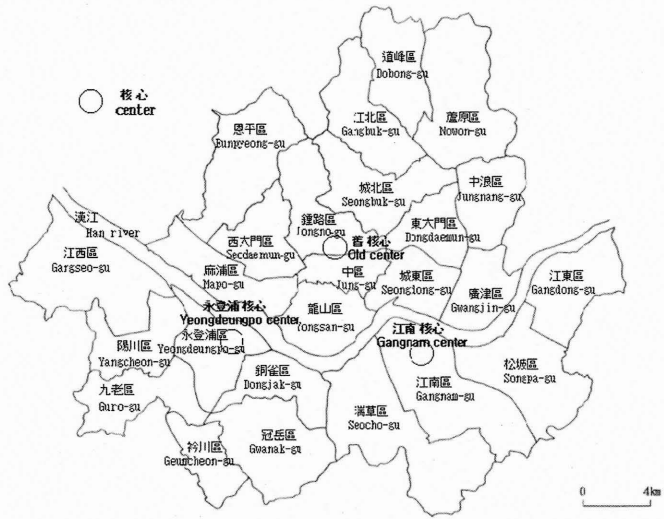 核心
center
道峰區
Dobong-gu
江北區
Gangbuk-gu
蘆原區
Nowon-gu
恩平區
Eunpyeong-gu
城北區
Seongbuk-gu
中浪區
Jungnang-gu
漢江
Han river
鍾路區
Jongno-gu
東大門區
Dongdaemun-gu
西大門區
Seodaemun-gu
舊核心
Old center
江西區
Gangseo-gu
麻浦區
Mapo-gu
中區
Jung-gu
城東區
Seongdong-gu
廣津區
Gwangjin-gu
江東區
Gangdong-gu
永登浦核心
Yeongdeungpo center
龍山區
Yongsan-gu
江南核心
Gangnam center
陽川區
Yangcheon-gu
永登浦區
Yeongdeungpo-gu
銅雀區
Dongjak-gu
松坡區
Songpa-gu
九老區
Guro-gu
江南區
Gangnam-gu
Seocho-gu
衿川區
Geumcheon-gu
冠岳區
Gwanak-gu
0 4km